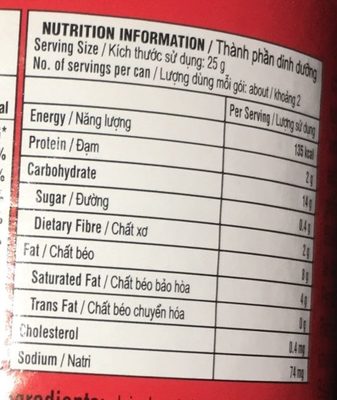 NUTRITION INFORMATION / Thành phần dinh dưỡng
Serving Size / Kích thước sử dụng: 25 g
No. of servings per can / Lượng dùng mỗi gói: about / khoảng 2
Per Serving / Lượng sử dụng
Energy / Năng lượng 135 kcal
Protein / Đạm 2 g
Carbohydrate 14 g
Sugar / Đường 0.4 g
Dietary Fibre / Chất xơ 2 g
Fat / Chất béo 8 g
Saturated Fat / Chất béo bảo hòa 4 g
Trans Fat / Chất béo chuyển hóa 0 g
Cholesterol 0.4 mg
Sodium / Natri 74 mg